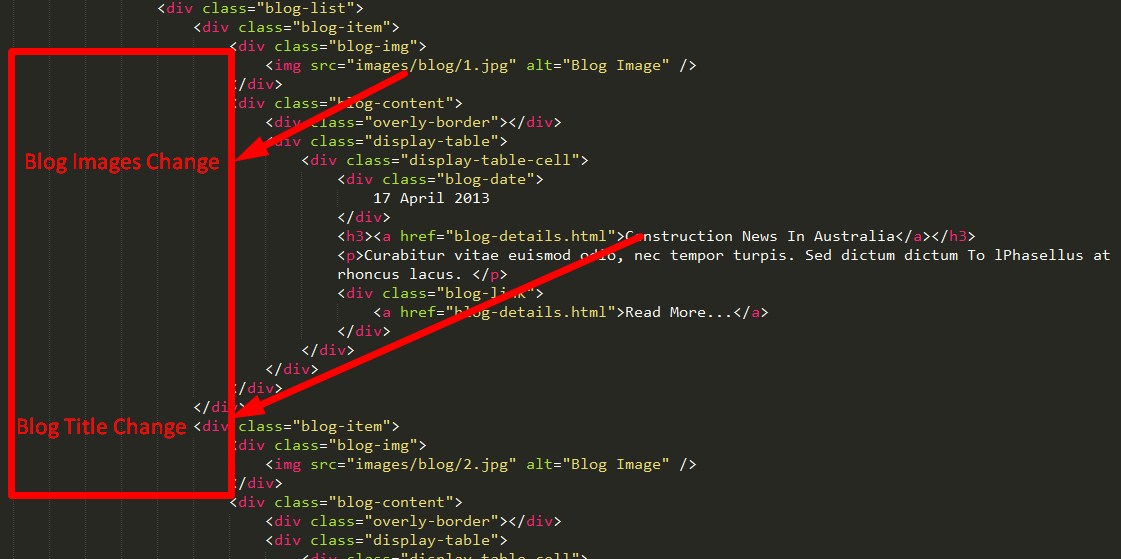 <div class="blog-list">
<div class="blog-item">
<div class="blog-img">
<img src="images/blog/1.jpg" alt="Blog Image" />
</div>
<div class="blog-content">
<div class="overly-border"></div>
<div class="display-table">
Blog Images Change
<div class="display-table-cell">
<div class="blog-date">
17 April 2013
</div>
<h3><a href="blog-details.html">Construction News In Australia</a></h3>
<p>Curabitur vitae euismod odio, nec tempor turpis. Sed dictum dictum To lPhasellus at
rhoncus lacus. </p>
<div class="blog-link">
<a href="blog-details.html">Read More...</a>
</div>
</div>
</div>
</div>
</div>
Blog Title Change
<div class="blog-item">
<div class="blog-img">
<img src="images/blog/2.jpg" alt="Blog Image" />
</div>
<div class="blog-content">
<div class="overly-border"></div>
<div class="display-table">
<div class="display-table-cell">